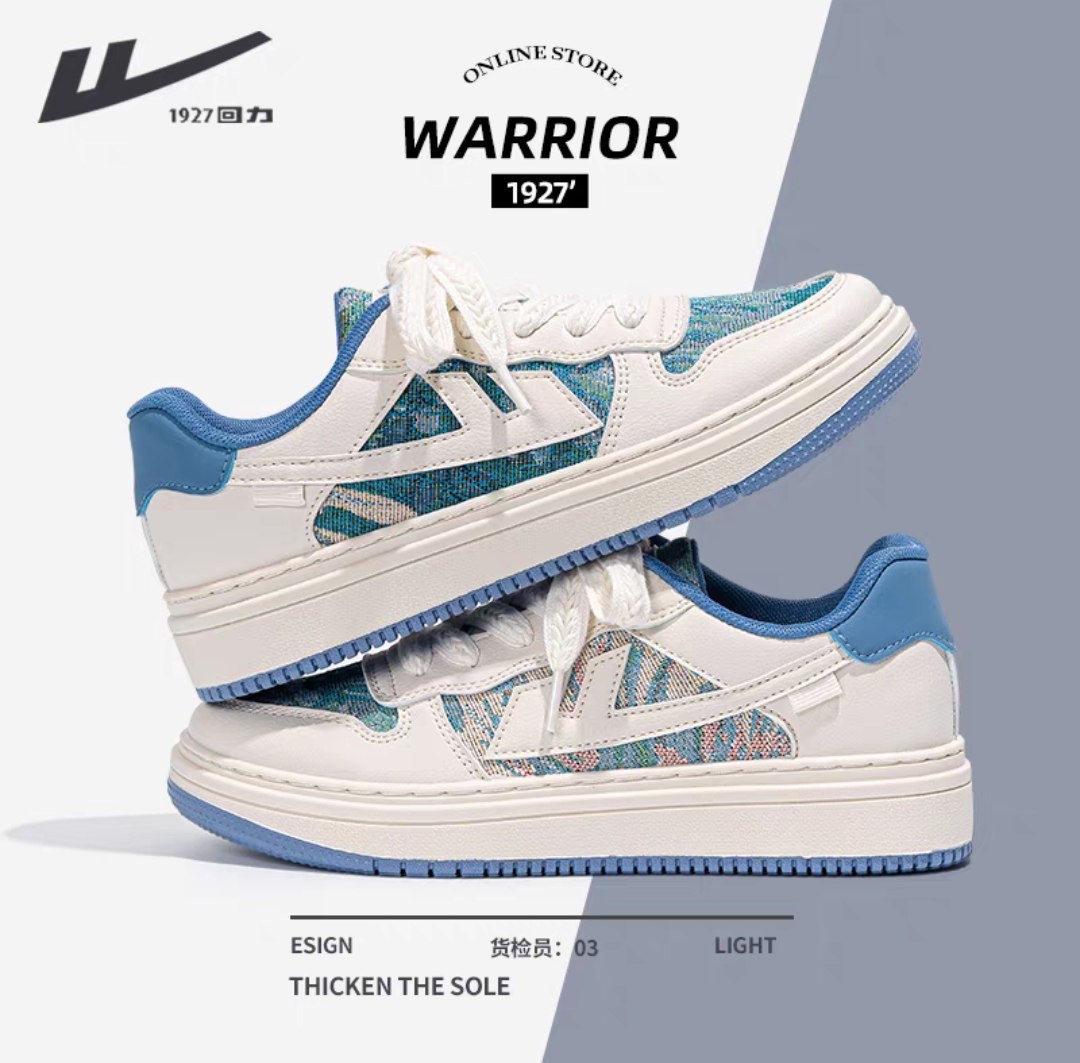 1927回力
ONLINE STORE
WARRIOR
1927'
ESIGN
货检员：03
LIGHT
THICKEN THE SOLE